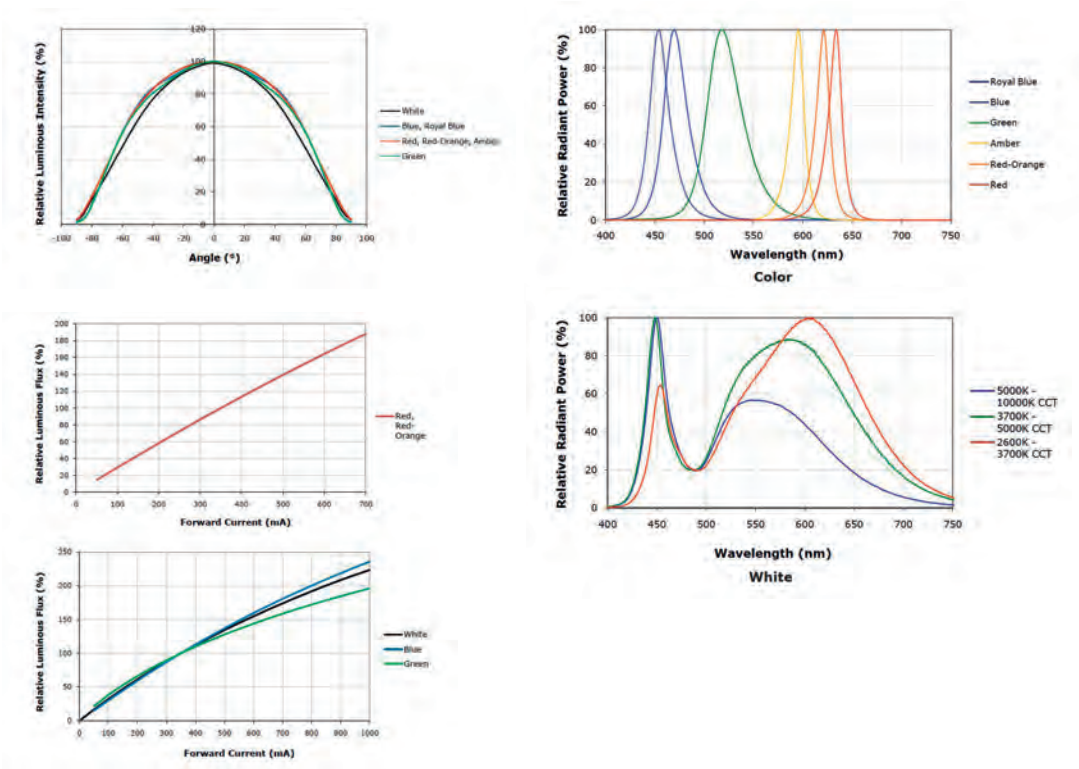 Relative Luminous Intensity (%)
120
100
80
60
40
20
0
-100 -80 -60 -40 -20 0 20 40 60 80 100
Angle (°)
White
Blue, Royal Blue
Red, Red-Orange, Amber
Green
Relative Radiant Power (%)
100
80
60
40
20
0
400 450 500 550 600 650 700 750
Wavelength (nm)
Color
Royal Blue
Blue
Green
Amber
Red-Orange
Red
Relative Luminous Flux (%)
200
180
160
140
120
100
80
60
40
20
0
0 100 200 300 400 500 600 700
Forward Current (mA)
Red,
Red-
Orange
Relative Radiant Power (%)
100
80
60
40
20
0
400 450 500 550 600 650 700 750
Wavelength (nm)
White
5000K -
10000K CCT
3700K -
5000K CCT
2600K -
3700K CCT
Relative Luminous Flux (%)
250
200
150
100
50
0
0 100 200 300 400 500 600 700 800 900 1000
Forward Current (mA)
White
Blue
Green